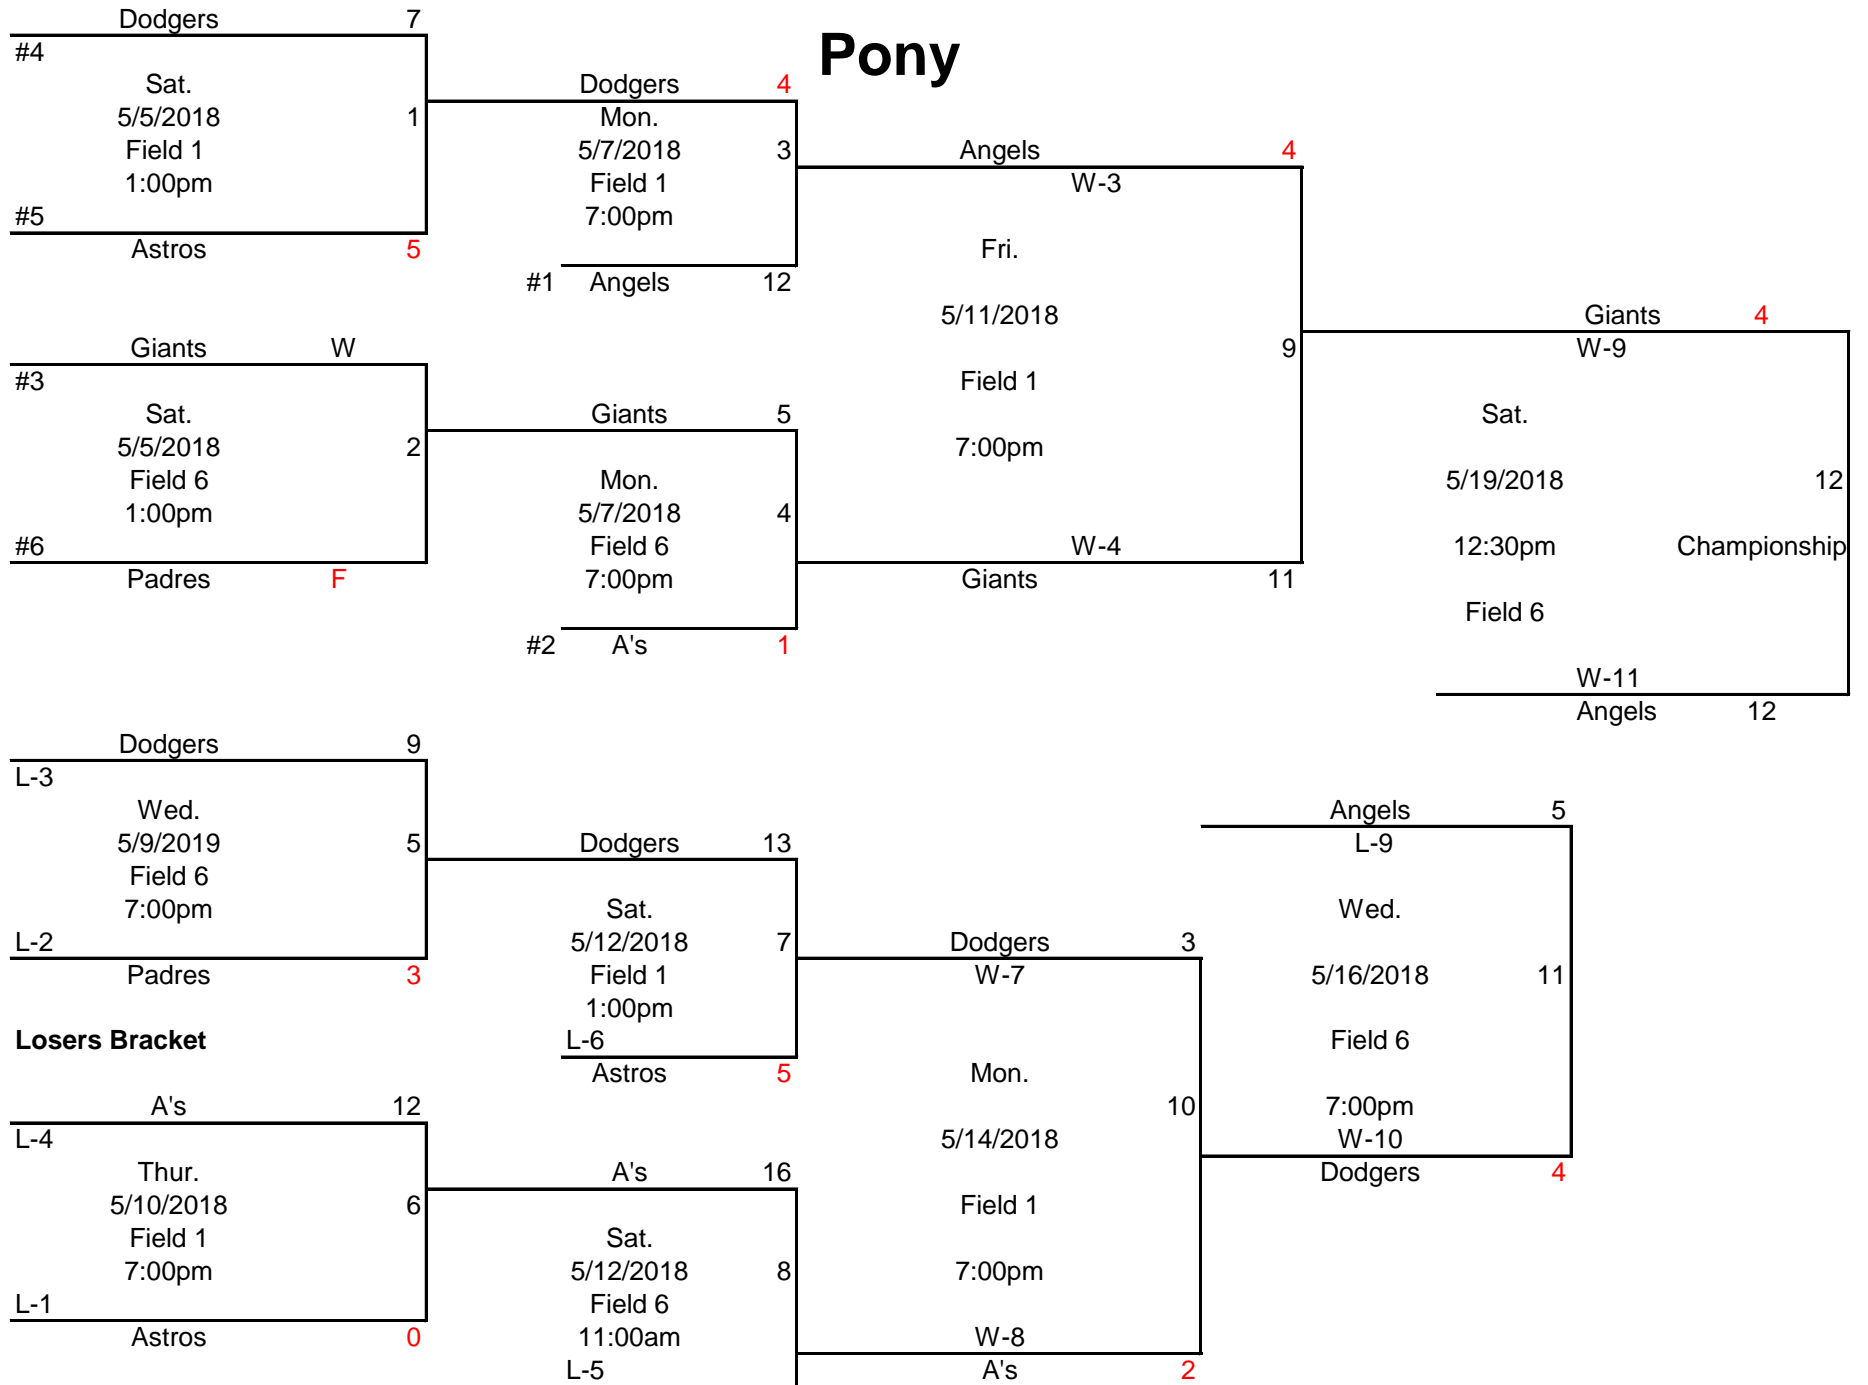 Pony
Dodgers 7
#4
Sat.
5/5/2018 1
Field 1
1:00pm
#5
Astros 5
Giants W
#3
Sat.
5/5/2018 2
Field 6
1:00pm
#6
Padres F
Dodgers 4
Mon.
5/7/2018 3
Field 1
7:00pm
#1 Angels 12
Giants 5
Mon.
5/7/2018 4
Field 6
7:00pm
#2 A's 1
Angels 4
W-3
Fri.
5/11/2018
9
Field 1
7:00pm
W-4
Giants 11
Giants 4
W-9
Sat.
5/19/2018 12
12:30pm Championship
Field 6
W-11
Angels 12
Dodgers 9
L-3
Wed.
5/9/2019 5
Field 6
7:00pm
L-2
Padres 3
Losers Bracket
A's 12
L-4
Thur.
5/10/2018 6
Field 1
7:00pm
L-1
Astros 0
Dodgers 13
Sat.
5/12/2018 7
Field 1
1:00pm
L-6
Astros 5
A's 16
Sat.
5/12/2018 8
Field 6
11:00am
L-5
Dodgers 3
W-7
Mon.
10
5/14/2018
Field 1
7:00pm
W-8
A's 2
Angels 5
L-9
Wed.
5/16/2018 11
Field 6
7:00pm
W-10
Dodgers 4